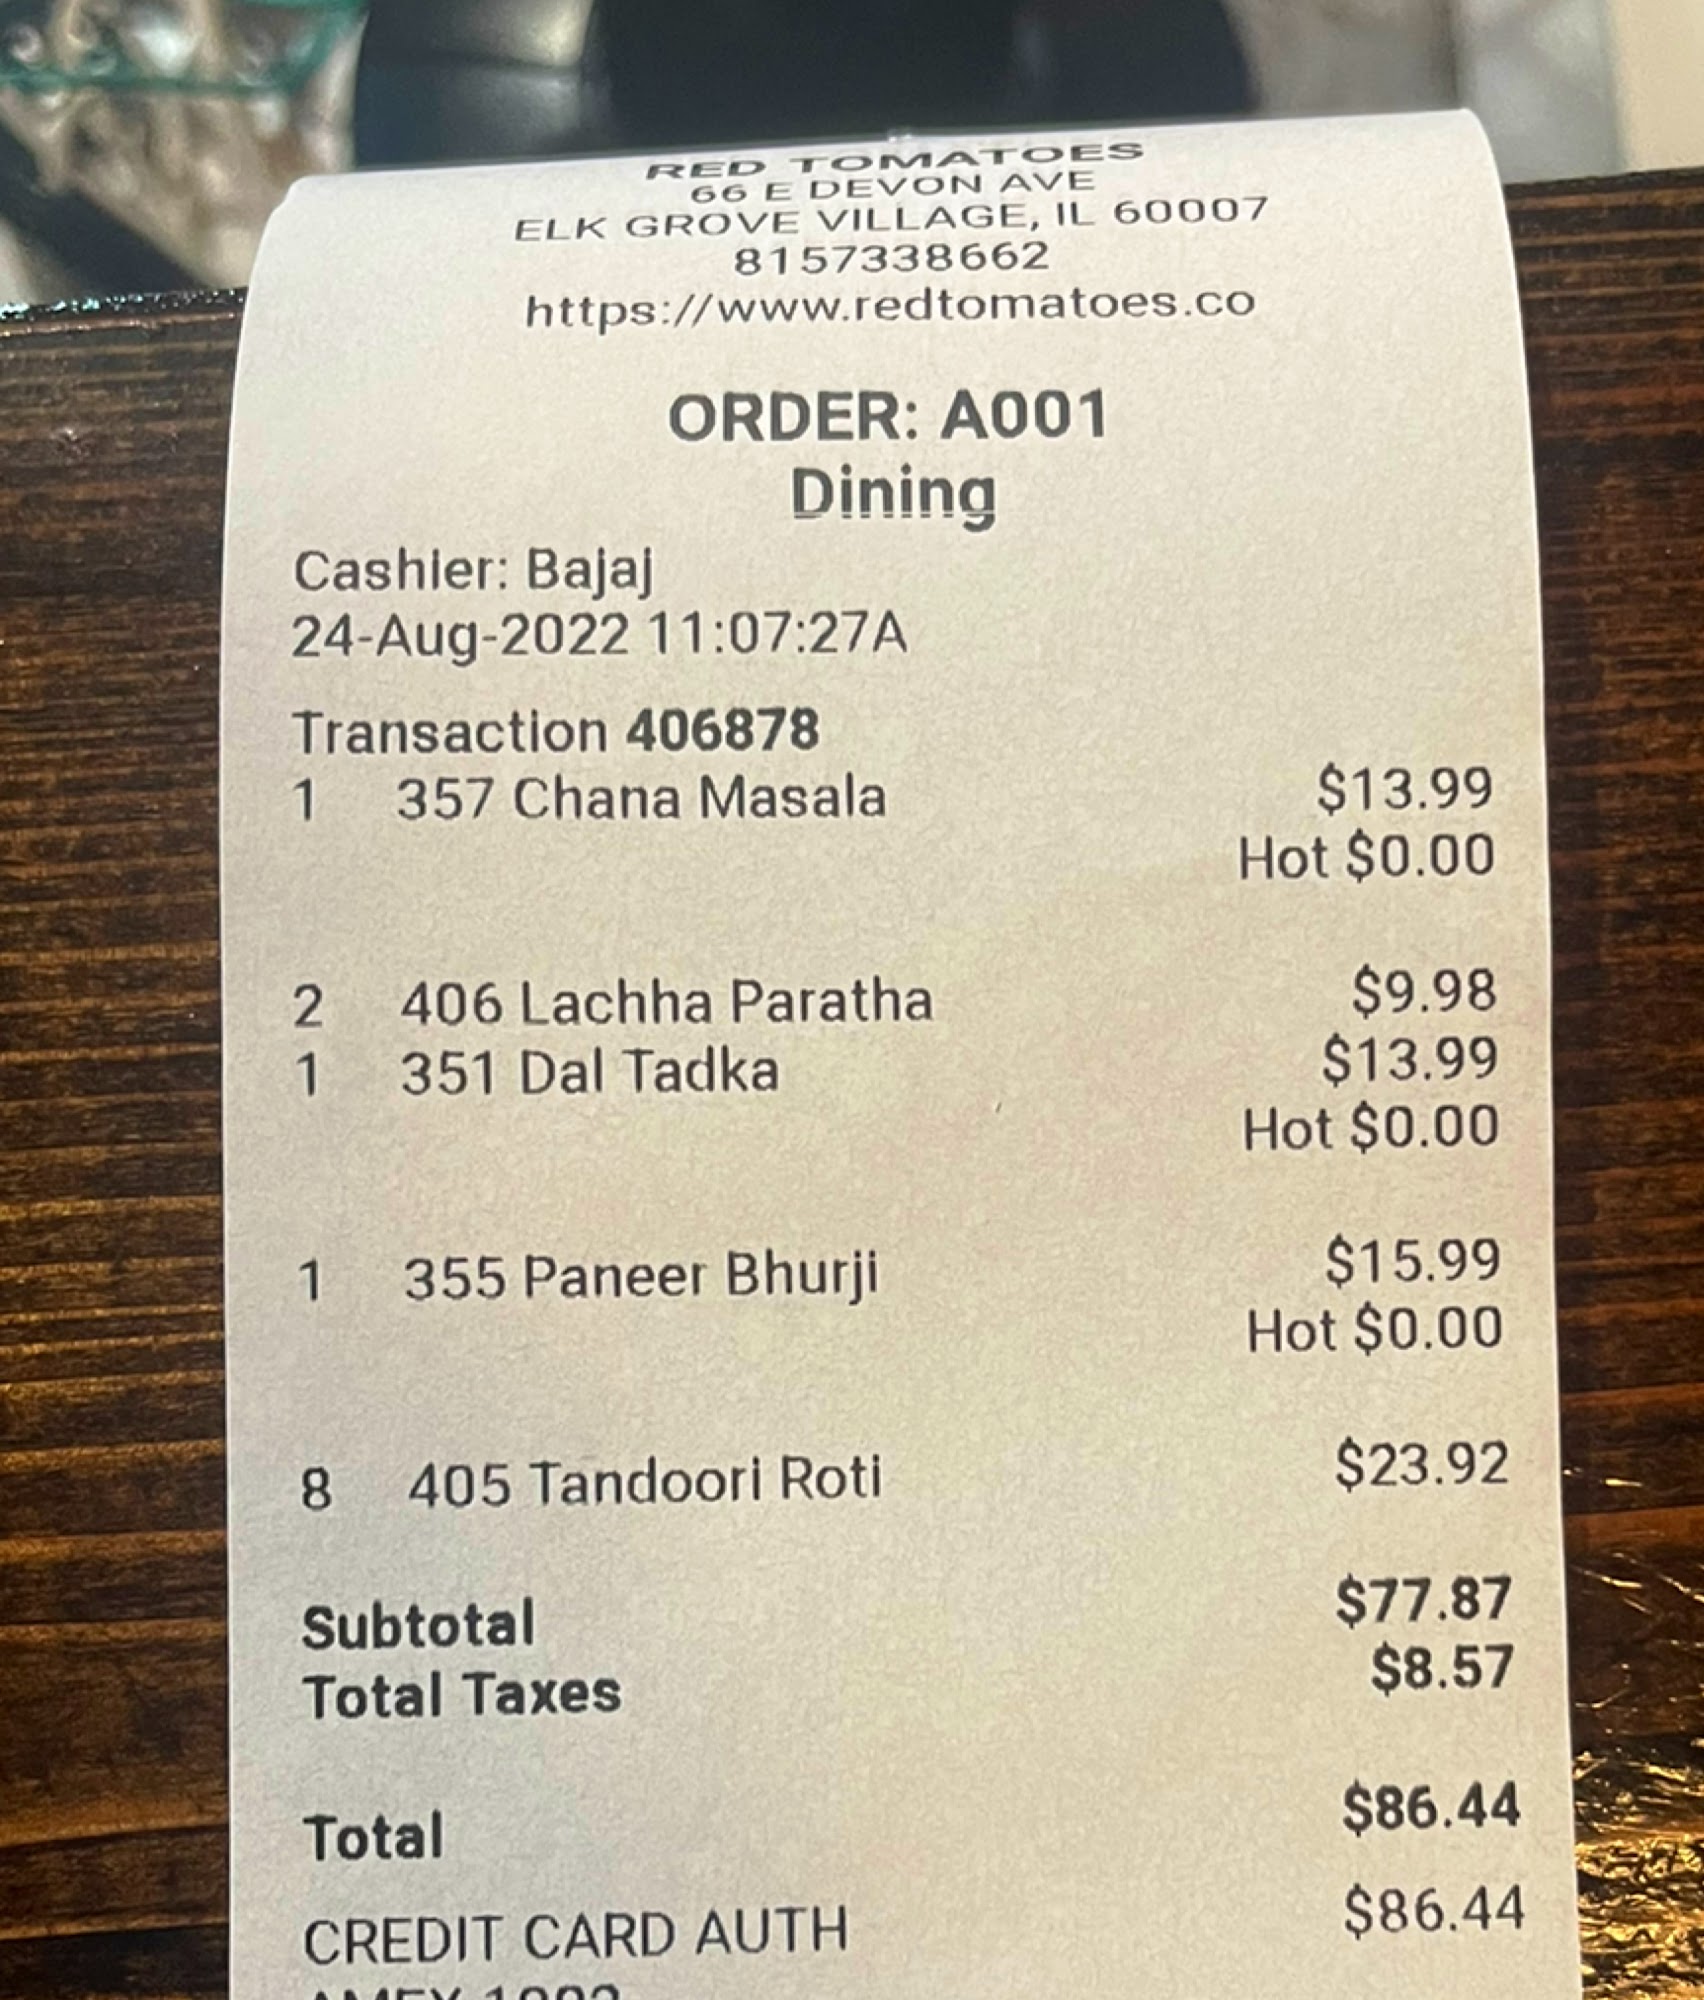 RED TOMATOES
66 E DEVON AVE
ELK GROVE VILLAGE, IL 60007
8157338662
https://www.redtomatoes.co
ORDER: A001
Dining
Cashier: Bajaj
24-Aug-2022 11:07:27A
Transaction 406878
1 357 Chana Masala $13.99
Hot $0.00
2 406 Lachha Paratha $9.98
1 351 Dal Tadka $13.99
Hot $0.00
1 355 Paneer Bhurji $15.99
Hot $0.00
8 405 Tandoori Roti $23.92
Subtotal $77.87
Total Taxes $8.57
Total $86.44
CREDIT CARD AUTH $86.44
AMEX